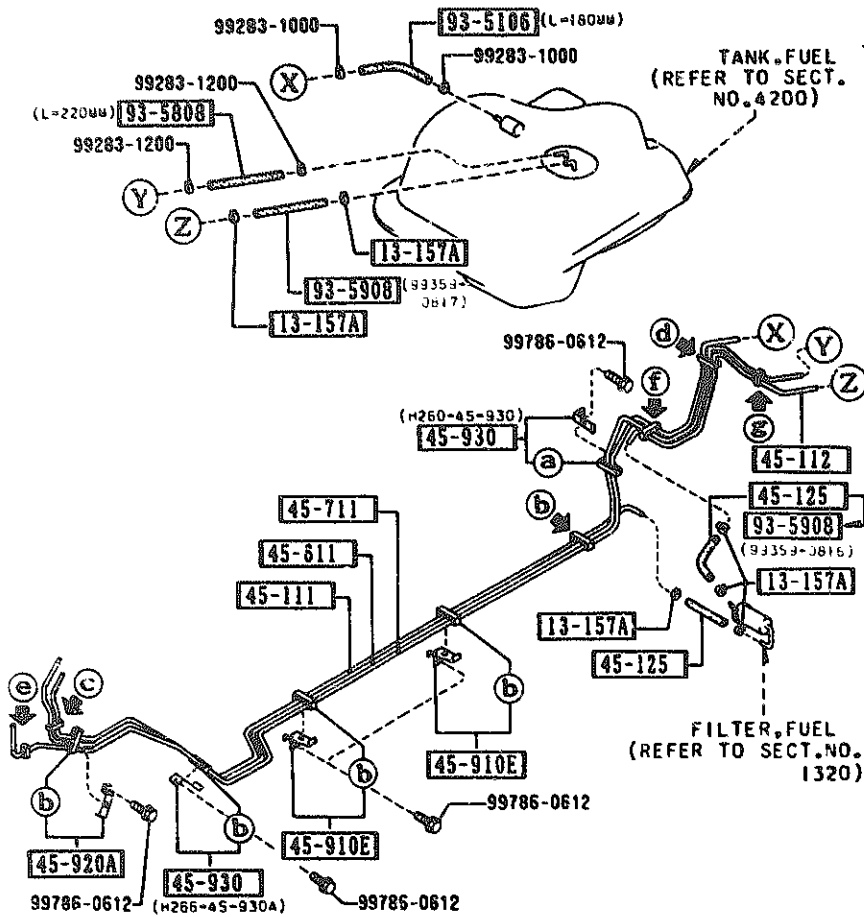 99283-1000
93-5106 (L=180MM)
99283-1000
X
TANK.FUEL
(REFER TO SECT.
NO.4200)
99283-1200
(L=220MM) 93-5808
99283-1200
Y
Z
13-157A
93-5908 (99359-
0817)
13-157A
99786-0612
d
X
Y
Z
f
g
(H260-45-930)
45-930
a
45-112
45-125
93-5908
(99359-0816)
13-157A
b
45-711
45-611
45-111
13-157A
45-125
e
c
b
b
FILTER.FUEL
(REFER TO SECT.NO.
1320)
45-910E
99786-0612
b
b
45-910E
45-920A
45-930
(H266-45-930A)
99786-0612
99786-0612